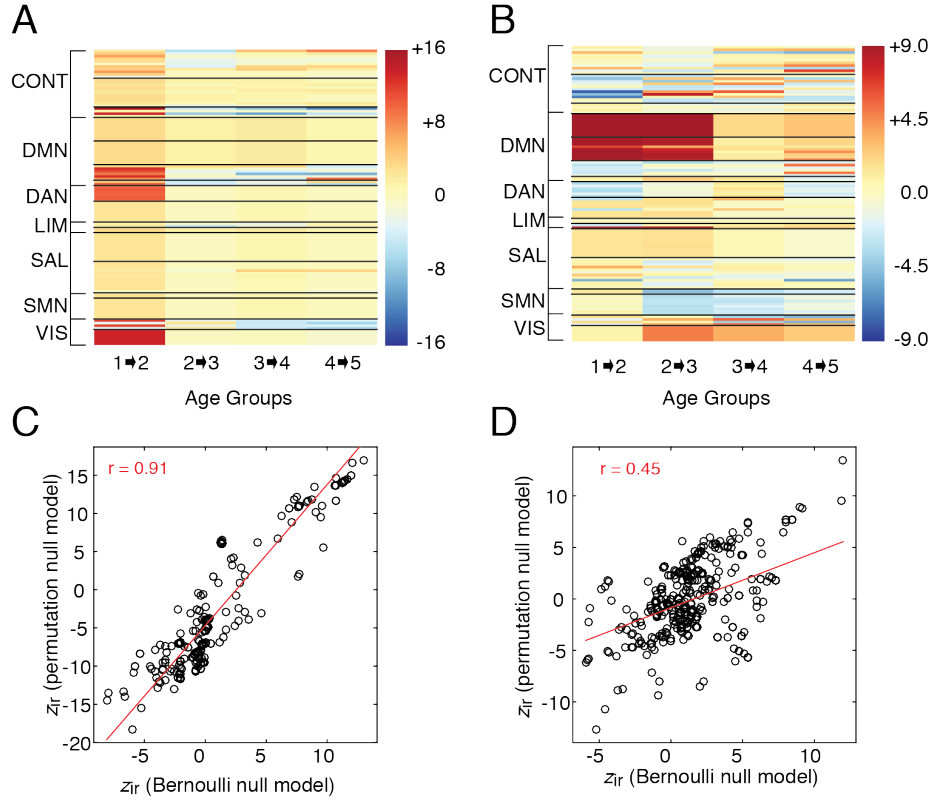 A
CONT
DMN
DAN
LIM
SAL
SMN
VIS
+16
+8
0
-8
-16
1➡2 2➡3 3➡4 4➡5
Age Groups
B
CONT
DMN
DAN
LIM
SAL
SMN
VIS
+9.0
+4.5
0.0
-4.5
-9.0
1➡2 2➡3 3➡4 4➡5
Age Groups
C
r = 0.91
zir (permutation null model)
15
10
5
0
-5
-10
-15
-20
-5 0 5 10
zir (Bernoulli null model)
D
r = 0.45
zir (permutation null model)
10
5
0
-5
-10
-5 0 5 10
zir (Bernoulli null model)